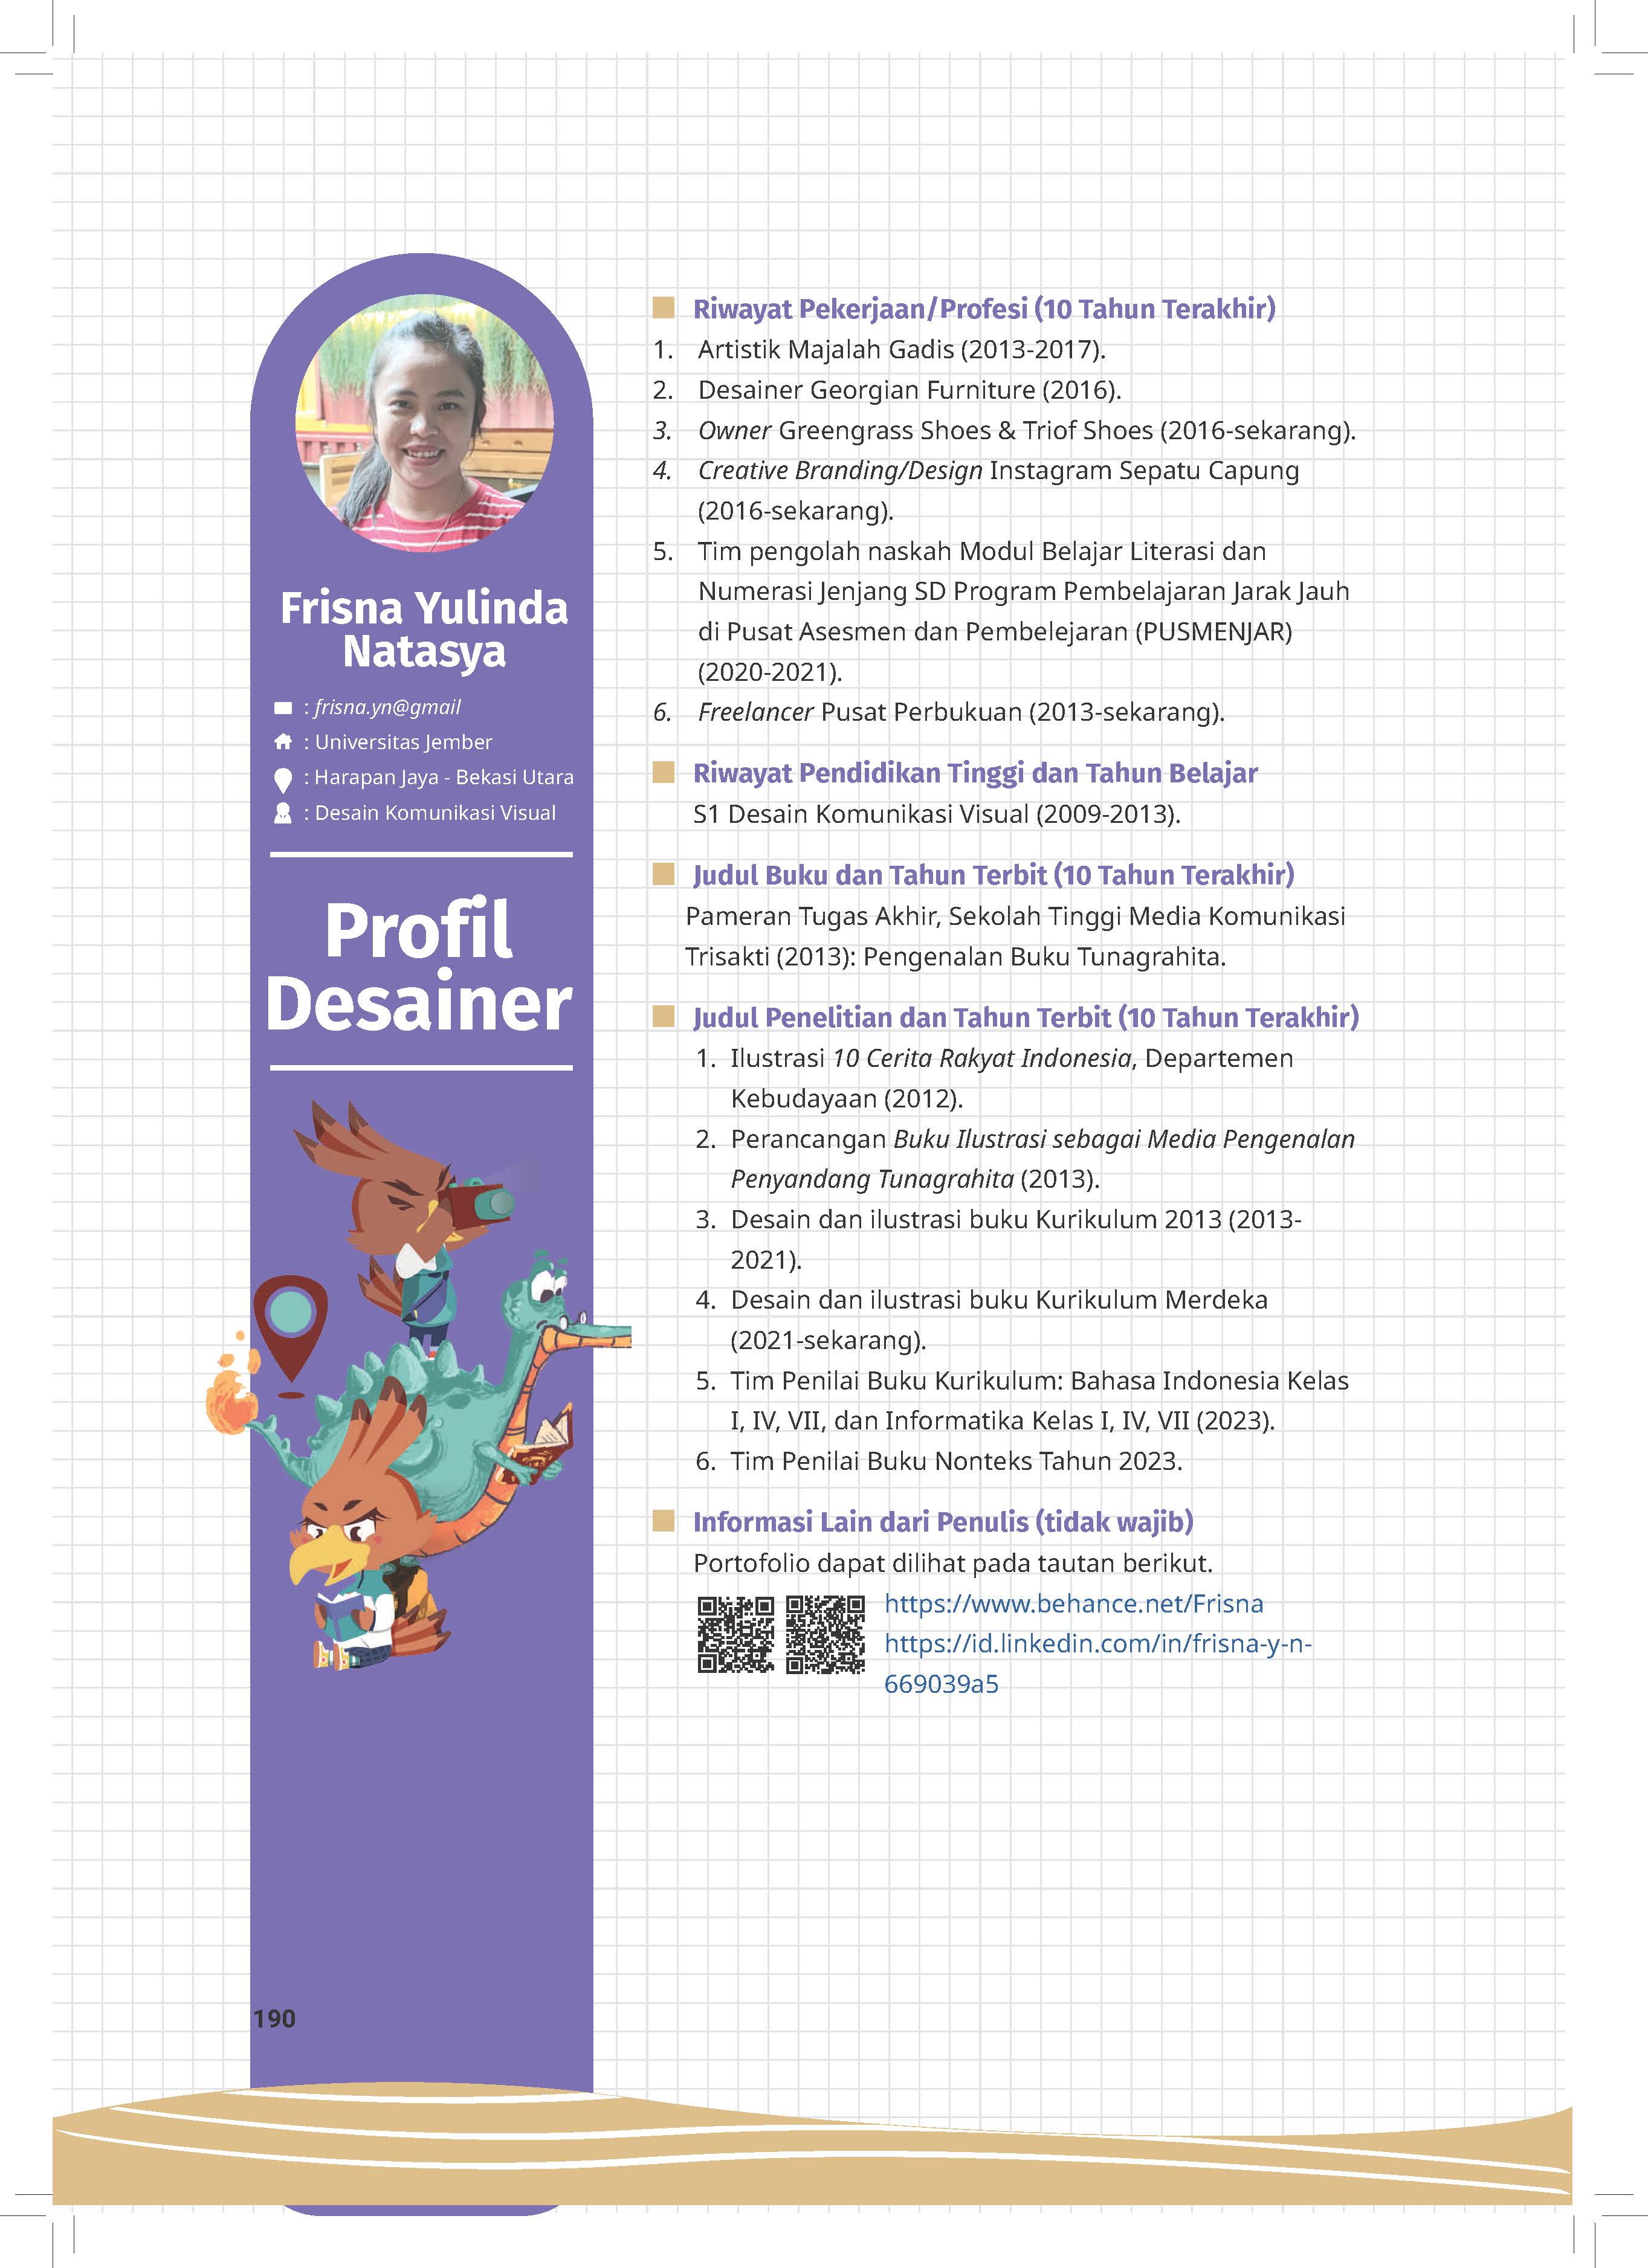 Frisna Yulinda
Natasya
: frisna.yn@gmail
: Universitas Jember
: Harapan Jaya - Bekasi Utara
: Desain Komunikasi Visual
Profil
Desainer
Riwayat Pekerjaan/Profesi (10 Tahun Terakhir)
1. Artistik Majalah Gadis (2013-2017).
2. Desainer Georgian Furniture (2016).
3. Owner Greengrass Shoes & Triof Shoes (2016-sekarang).
4. Creative Branding/Design Instagram Sepatu Capung
(2016-sekarang).
5. Tim pengolah naskah Modul Belajar Literasi dan
Numerasi Jenjang SD Program Pembelajaran Jarak Jauh
di Pusat Asesmen dan Pembelejaran (PUSMENJAR)
(2020-2021).
6. Freelancer Pusat Perbukuan (2013-sekarang).
Riwayat Pendidikan Tinggi dan Tahun Belajar
S1 Desain Komunikasi Visual (2009-2013).
Judul Buku dan Tahun Terbit (10 Tahun Terakhir)
Pameran Tugas Akhir, Sekolah Tinggi Media Komunikasi
Trisakti (2013): Pengenalan Buku Tunagrahita.
Judul Penelitian dan Tahun Terbit (10 Tahun Terakhir)
1. Ilustrasi 10 Cerita Rakyat Indonesia, Departemen
Kebudayaan (2012).
2. Perancangan Buku Ilustrasi sebagai Media Pengenalan
Penyandang Tunagrahita (2013).
3. Desain dan ilustrasi buku Kurikulum 2013 (2013-
2021).
4. Desain dan ilustrasi buku Kurikulum Merdeka
(2021-sekarang).
5. Tim Penilai Buku Kurikulum: Bahasa Indonesia Kelas
I, IV, VII, dan Informatika Kelas I, IV, VII (2023).
6. Tim Penilai Buku Nonteks Tahun 2023.
Informasi Lain dari Penulis (tidak wajib)
Portofolio dapat dilihat pada tautan berikut.
https://www.behance.net/Frisna
https://id.linkedin.com/in/frisna-y-n-
669039a5
190